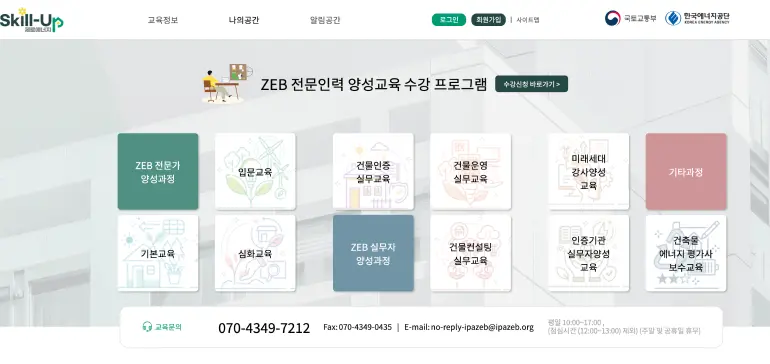 Skill-Up
제로에너지
교육정보
나의공간
알림공간
로그인
회원가입
| 사이트맵
국토교통부
한국에너지공단
KOREA ENERGY AGENCY
ZEB 전문인력 양성교육 수강 프로그램
수강신청 바로가기 >
ZEB 전문가
양성과정
입문교육
건물인증
실무교육
건물운영
실무교육
미래세대
강사양성
교육
기타과정
기본교육
심화교육
ZEB 실무자
양성과정
건물컨설팅
실무교육
인증기관
실무자양성
교육
건축물
에너지 평가사
보수교육
교육문의
070-4349-7212
Fax: 070-4349-0435 | E-mail: no-reply-ipazeb@ipazeb.org
평일 10:00~17:00 ,
(점심시간 (12:00~13:00) 제외) (주말 및 공휴일 휴무)